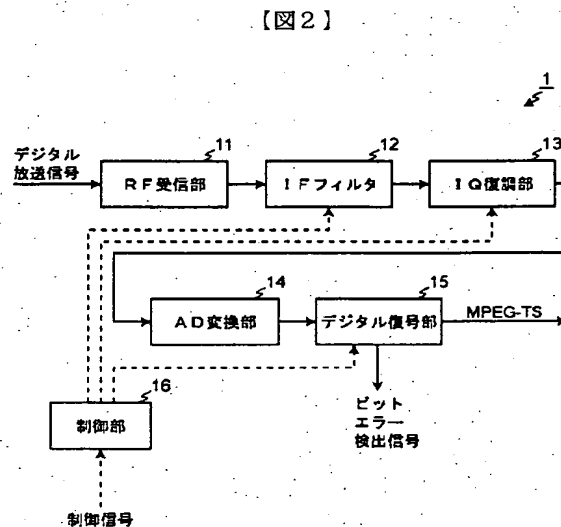 【図2】
1
デジタル
放送信号
11
RF受信部
12
IFフィルタ
13
IQ復調部
14
AD変換部
15
デジタル復号部
MPEG-TS
ビット
エラー
検出信号
16
制御部
制御信号